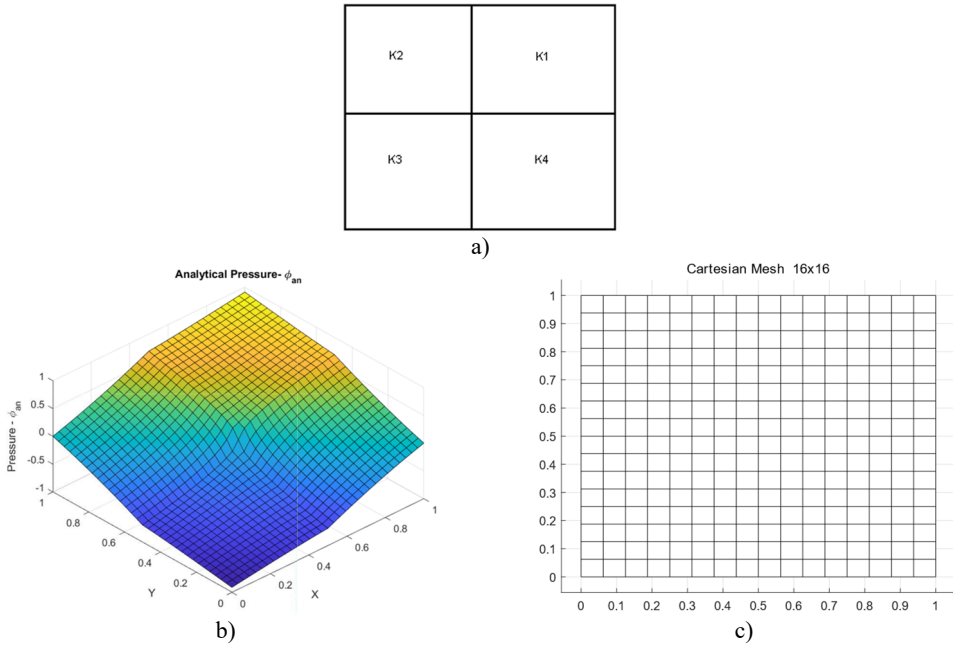 K2 K1
K3 K4
a)
Analytical Pressure- ϕan
Pressure - ϕan
1
0.5
0
-0.5
-1
1
0.8
0.6
0.4
0.2
0
Y
0
0.2
0.4
0.6
0.8
1
X
b)
Cartesian Mesh 16x16
1
0.9
0.8
0.7
0.6
0.5
0.4
0.3
0.2
0.1
0
0 0.1 0.2 0.3 0.4 0.5 0.6 0.7 0.8 0.9 1
c)